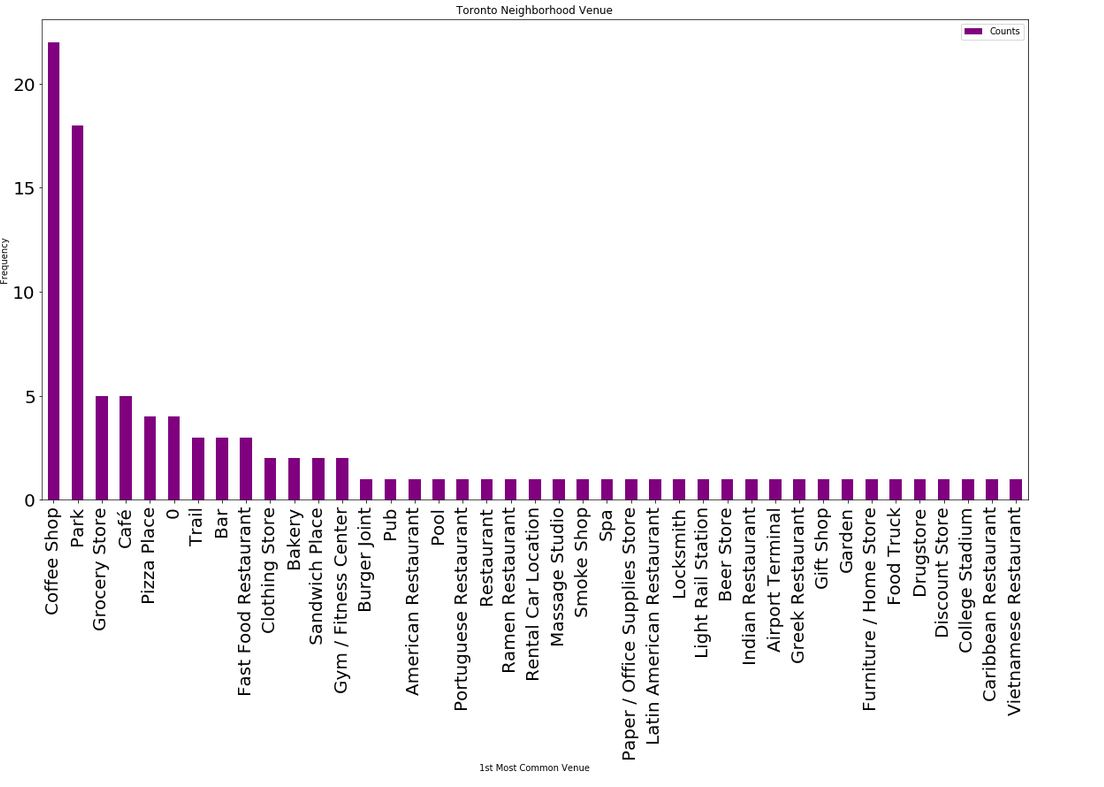 Toronto Neighborhood Venue
Counts
Frequency
20
15
10
5
0
Coffee Shop
Park
Grocery Store
Café
Pizza Place
0
Trail
Bar
Fast Food Restaurant
Clothing Store
Bakery
Sandwich Place
Gym / Fitness Center
Burger Joint
Pub
American Restaurant
Pool
Portuguese Restaurant
Restaurant
Ramen Restaurant
Rental Car Location
Massage Studio
Smoke Shop
Spa
Paper / Office Supplies Store
Latin American Restaurant
Locksmith
Light Rail Station
Beer Store
Indian Restaurant
Airport Terminal
Greek Restaurant
Gift Shop
Garden
Furniture / Home Store
Food Truck
Drugstore
Discount Store
College Stadium
Caribbean Restaurant
Vietnamese Restaurant
1st Most Common Venue